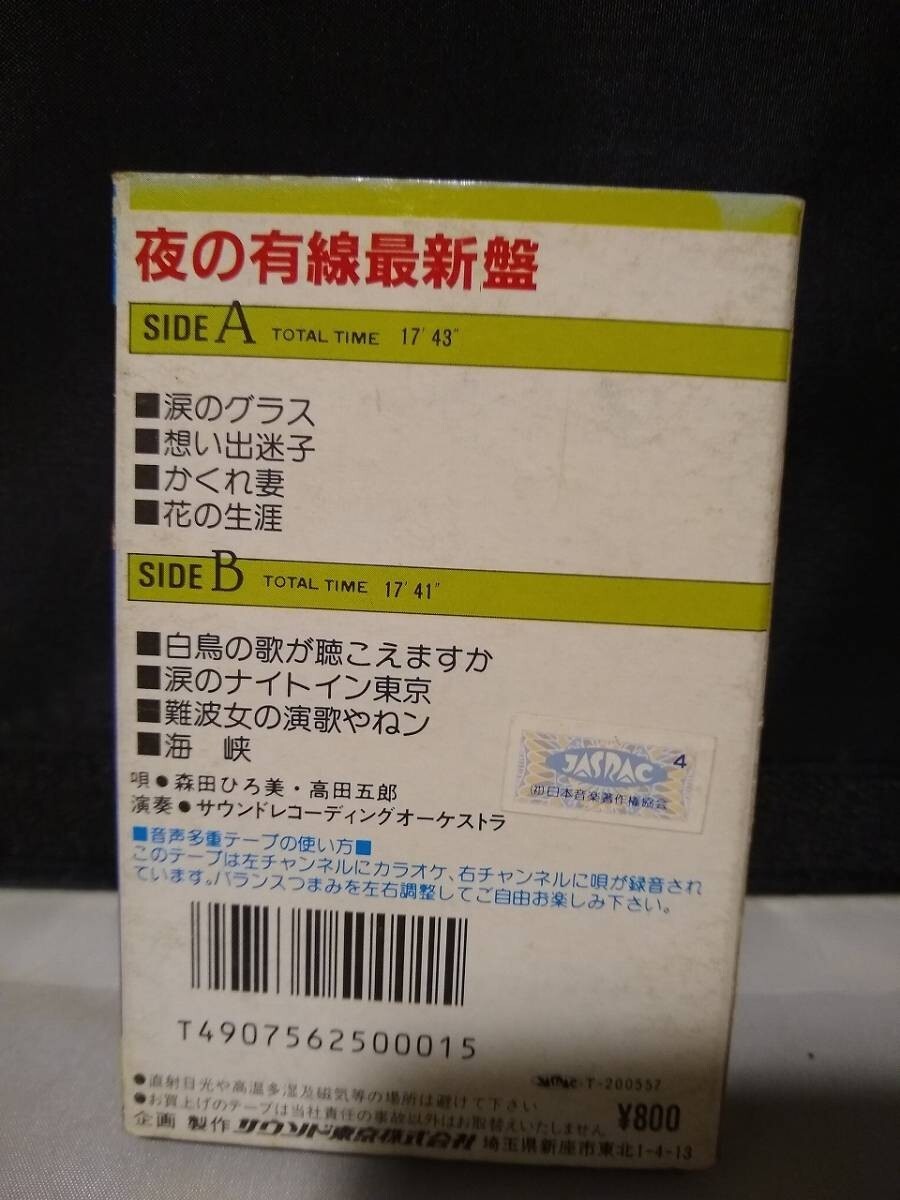 夜の有線最新盤
SIDE A TOTAL TIME 17'43"
■涙のグラス
■想い出迷子
■かくれ妻
■花の生涯
SIDE B TOTAL TIME 17'41"
■白鳥の歌が聴こえますか
■涙のナイトイン東京
■難波女の演歌やねン
■海 峡
唄●森田ひろ美・高田五郎
演奏●サウンドレコーディングオーケストラ
JASRAC 4
(社)日本音楽著作権協会
■音声多重テープの使い方■
このテープは左チャンネルにカラオケ、右チャンネルに唄が録音され
ています。バランスつまみを左右調整してご自由お楽しみ下さい。
T4907562500015
JASRAC T-200557
●直射日光や高温多湿及磁気等の場所は避けて下さい
●お買上げのテープは当社責任の事故以外はお取替えいたしません
¥800
企画 製作 サウンド東京株式会社 埼玉県新座市東北1-4-13